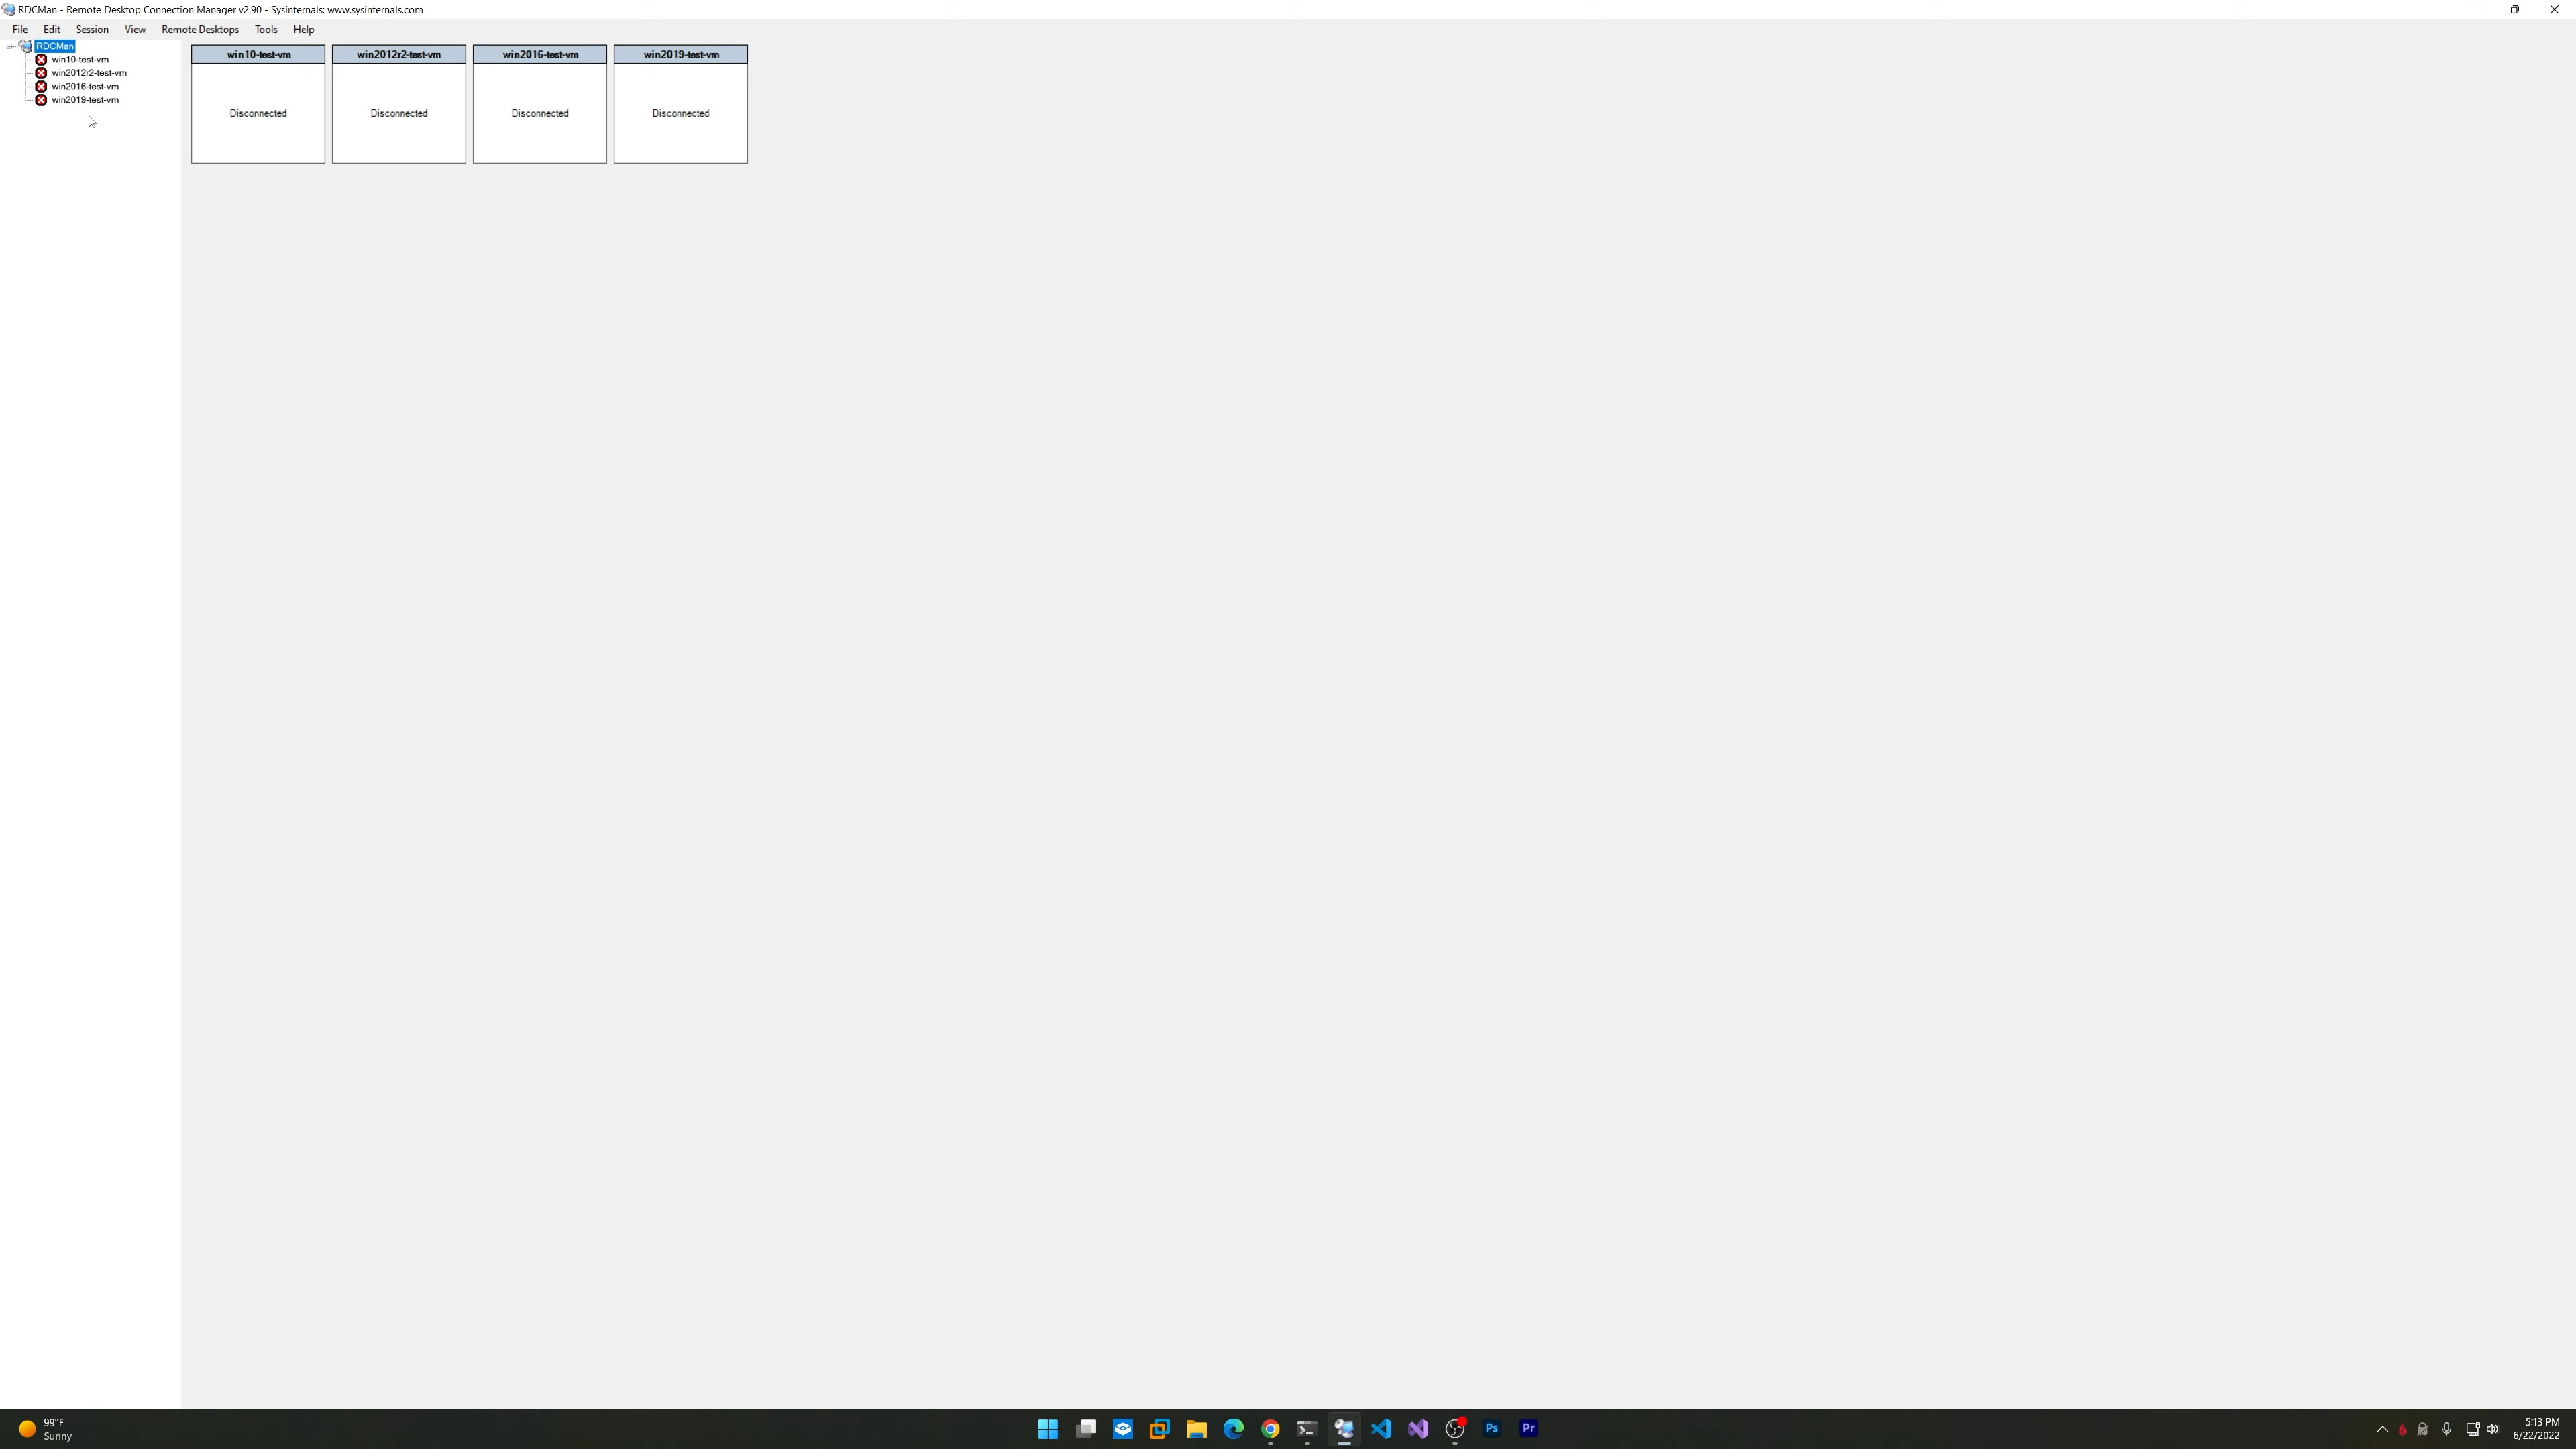 RDCMan - Remote Desktop Connection Manager v2.90 - Sysinternals: www.sysinternals.com
File Edit Session View Remote Desktops Tools Help
RDCMan
win10-test-vm
win2012r2-test-vm
win2016-test-vm
win2019-test-vm
win10-test-vm win2012r2-test-vm win2016-test-vm win2019-test-vm
Disconnected Disconnected Disconnected Disconnected
99°F
Sunny
Ps
Pr
5:13 PM
6/22/2022